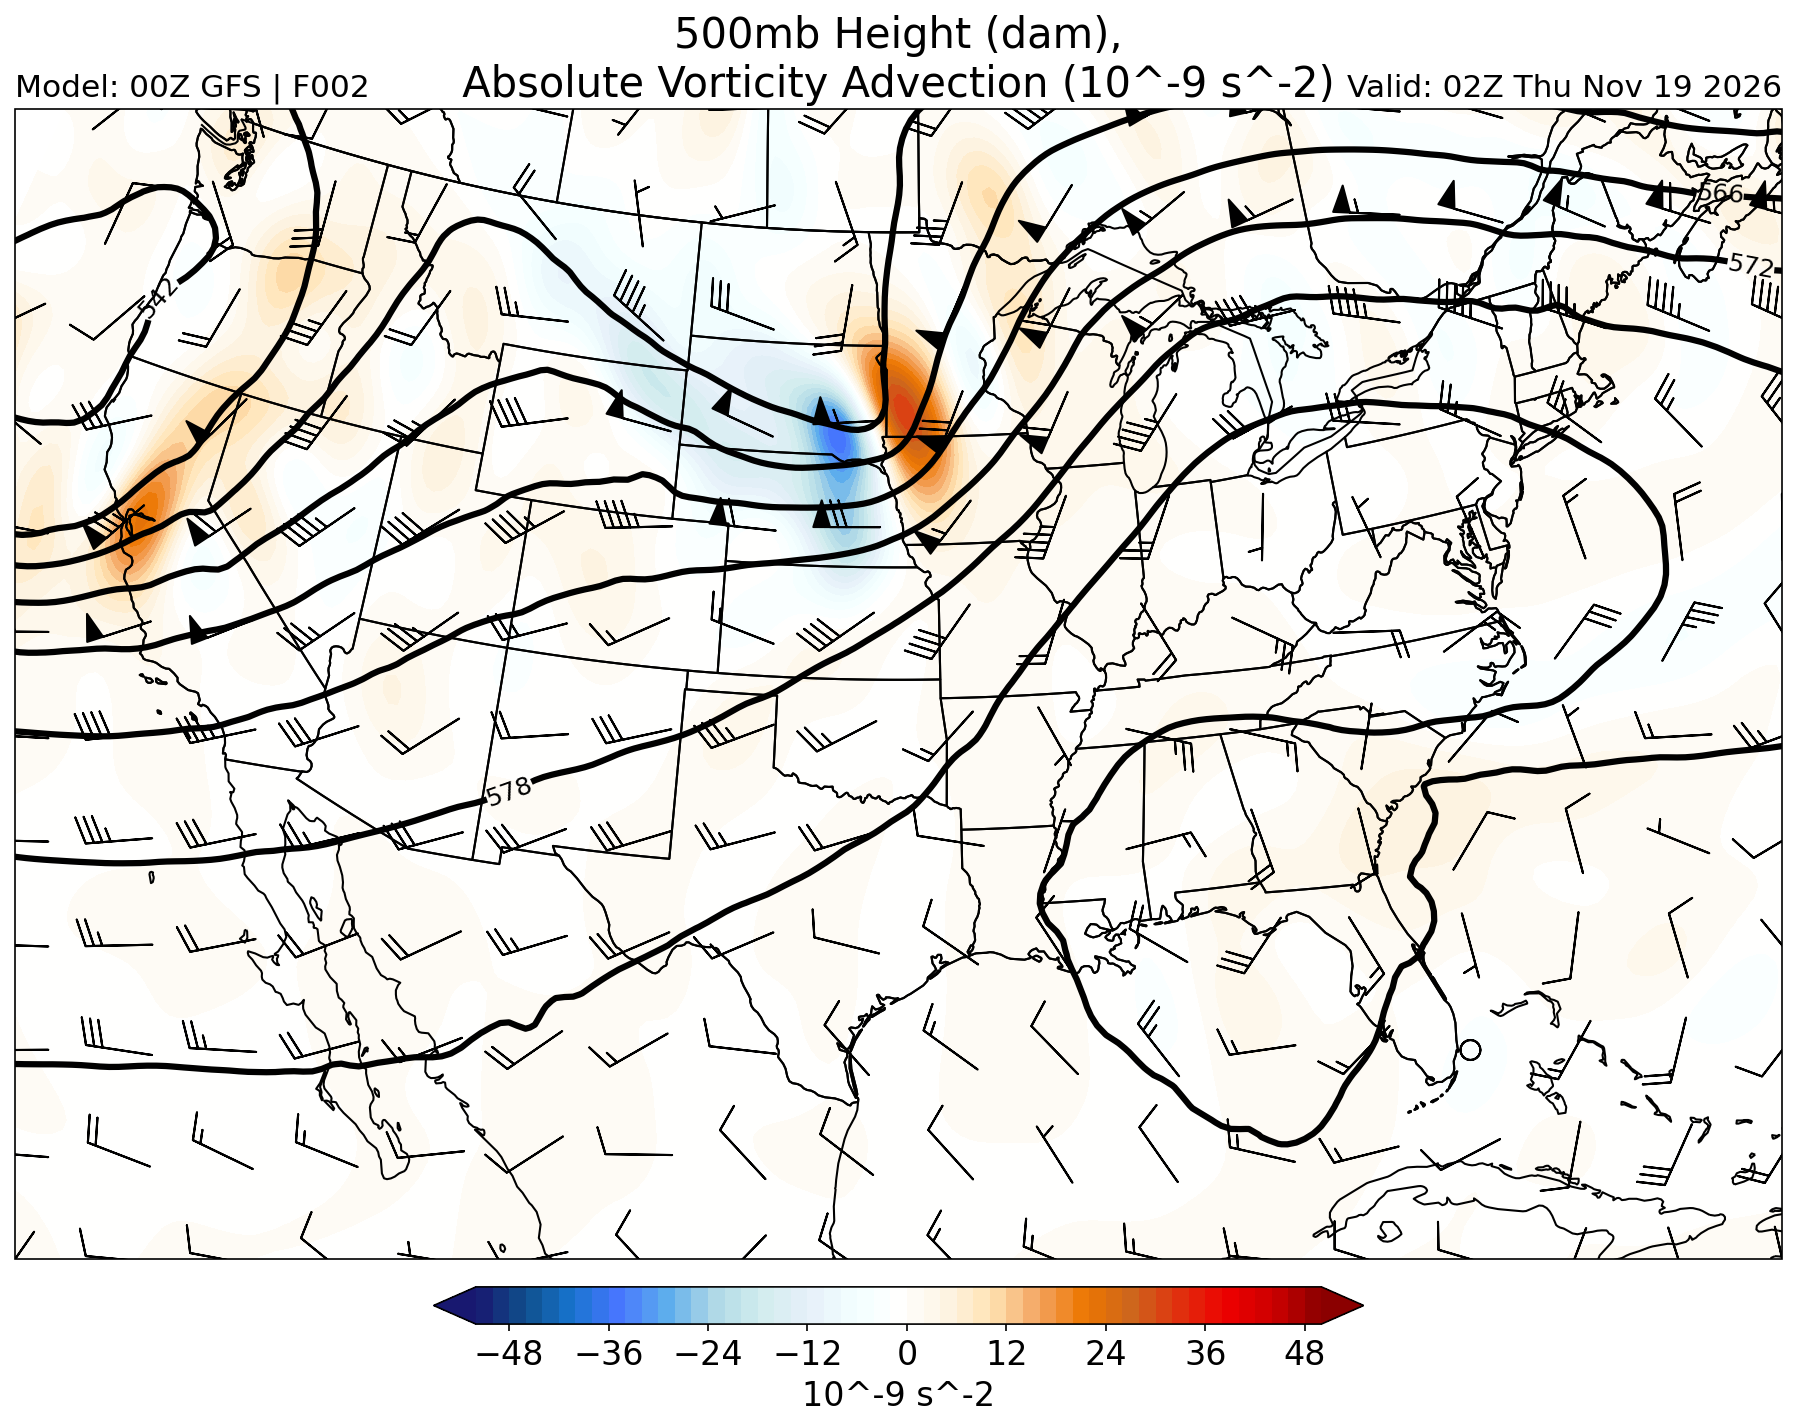 500mb Height (dam),
Model: 00Z GFS | F002
Absolute Vorticity Advection (10^-9 s^-2)
Valid: 02Z Thu Nov 19 2026
566
572
542
578
−48 −36 −24 −12 0 12 24 36 48
10^-9 s^-2